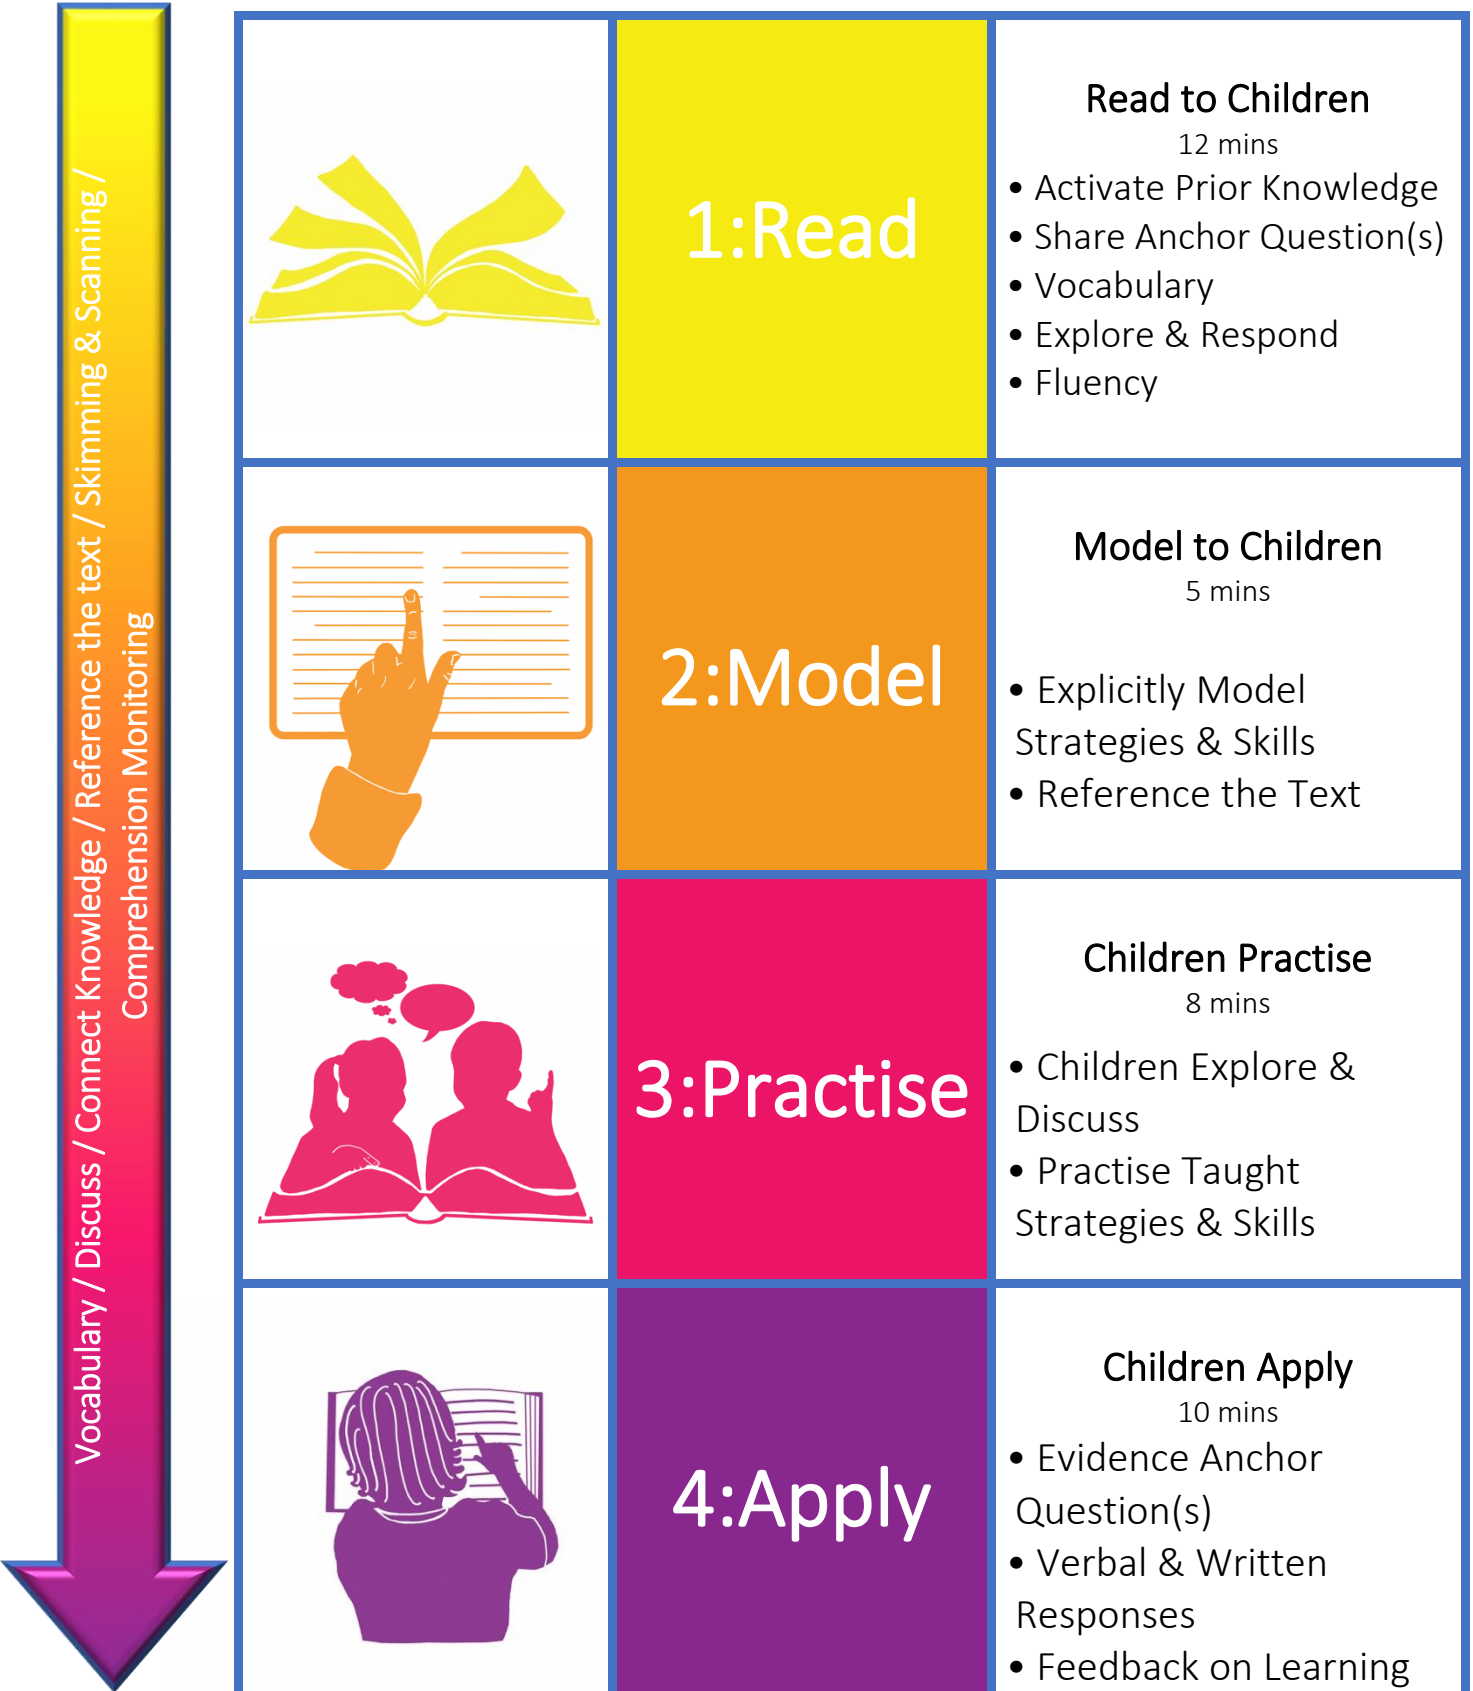 Vocabulary / Discuss / Connect Knowledge / Reference the text / Skimming & Scanning /
Comprehension Monitoring
1:Read
Read to Children
12 mins
• Activate Prior Knowledge
• Share Anchor Question(s)
• Vocabulary
• Explore & Respond
• Fluency
2:Model
Model to Children
5 mins
• Explicitly Model
Strategies & Skills
• Reference the Text
3:Practise
Children Practise
8 mins
• Children Explore &
Discuss
• Practise Taught
Strategies & Skills
4:Apply
Children Apply
10 mins
• Evidence Anchor
Question(s)
• Verbal & Written
Responses
• Feedback on Learning